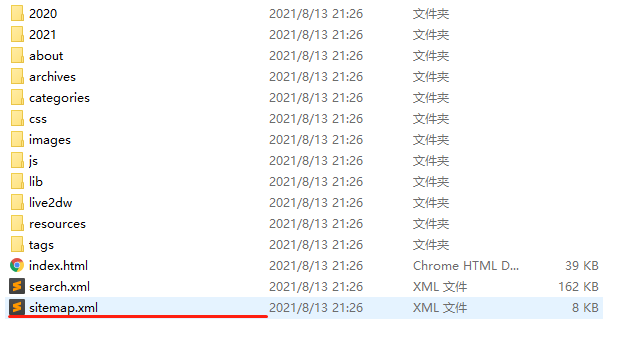 2020 2021/8/13 21:26 文件夹
2021 2021/8/13 21:26 文件夹
about 2021/8/13 21:26 文件夹
archives 2021/8/13 21:26 文件夹
categories 2021/8/13 21:26 文件夹
css 2021/8/13 21:26 文件夹
images 2021/8/13 21:26 文件夹
js 2021/8/13 21:26 文件夹
lib 2021/8/13 21:26 文件夹
live2dw 2021/8/13 21:26 文件夹
resources 2021/8/13 21:26 文件夹
tags 2021/8/13 21:26 文件夹
index.html 2021/8/13 21:26 Chrome HTML D... 39 KB
search.xml 2021/8/13 21:26 XML 文件 162 KB
sitemap.xml 2021/8/13 21:26 XML 文件 8 KB